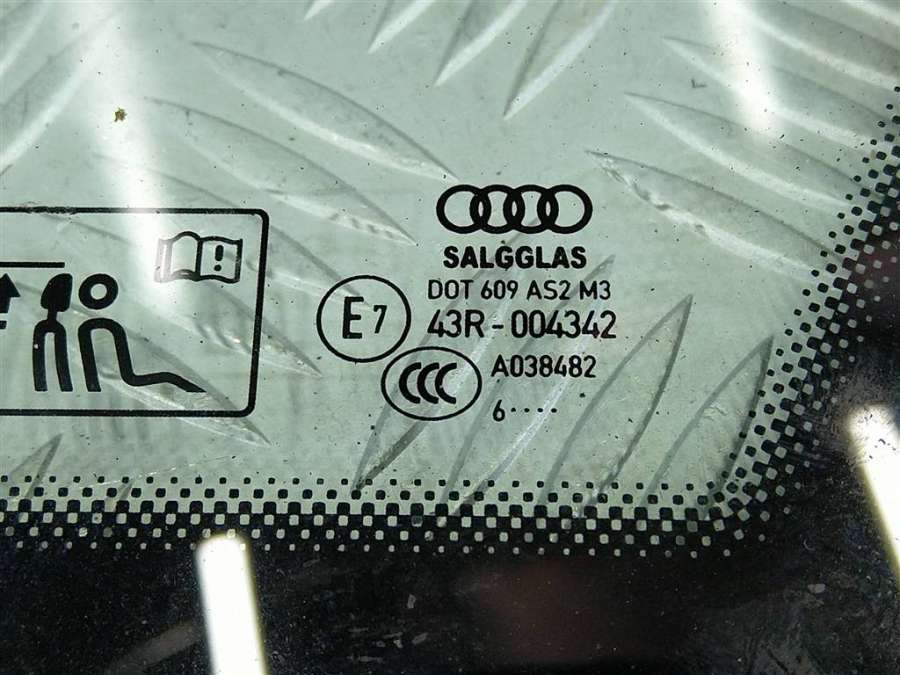 SALGGLAS
DOT 609 AS2 M3
E7
43R-004342
CCC
A038482
6····